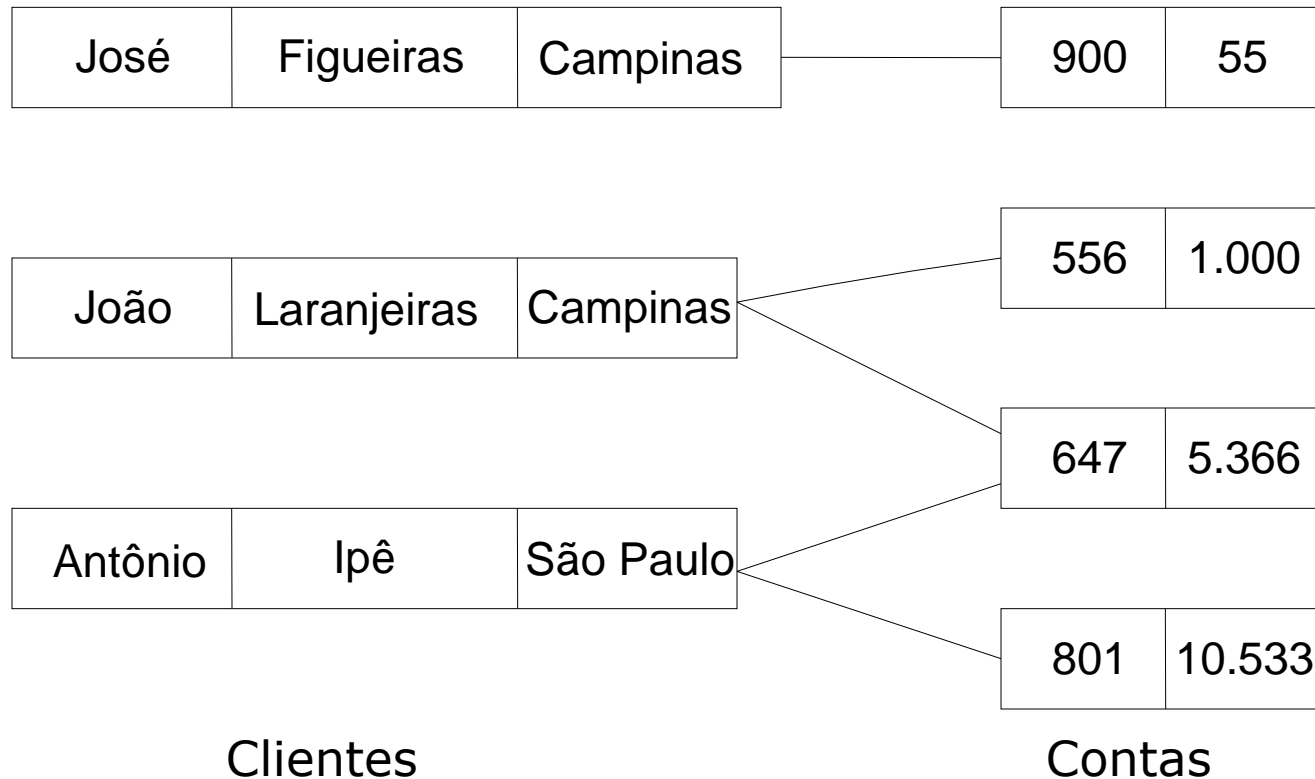 José Figueiras Campinas 900 55
556 1.000
João Laranjeiras Campinas
647 5.366
Antônio Ipê São Paulo
801 10.533
Clientes Contas